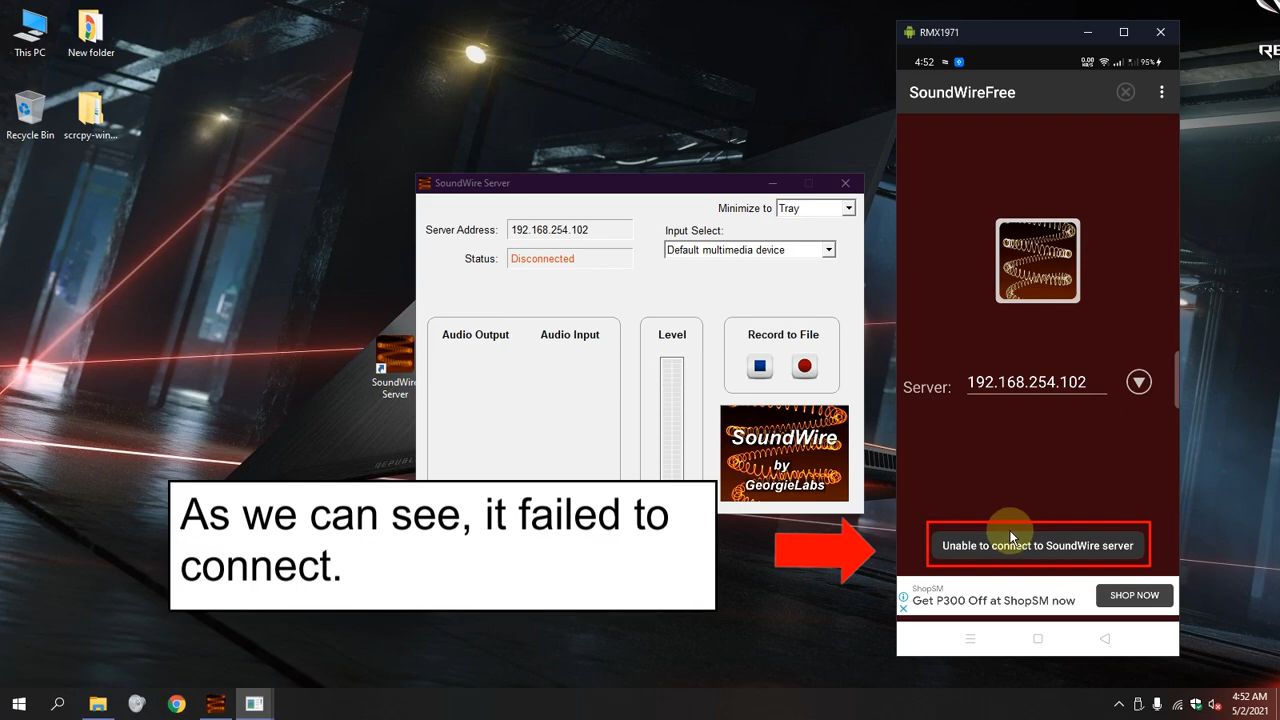 This PC
New folder
Recycle Bin
scrcpy-win...
SoundWire
Server
REPUBLIC
SoundWire Server
Minimize to Tray
Server Address: 192.168.254.102
Input Select:
Status: Disconnected
Default multimedia device
Audio Output Audio Input
Level
Record to File
SoundWire
by
GeorgieLabs
As we can see, it failed to
connect.
RMX1971
4:52
0.00
KB/S
95%
SoundWireFree
Server: 192.168.254.102
Unable to connect to SoundWire server
ShopSM
Get P300 Off at ShopSM now
SHOP NOW
4:52 AM
5/2/2021